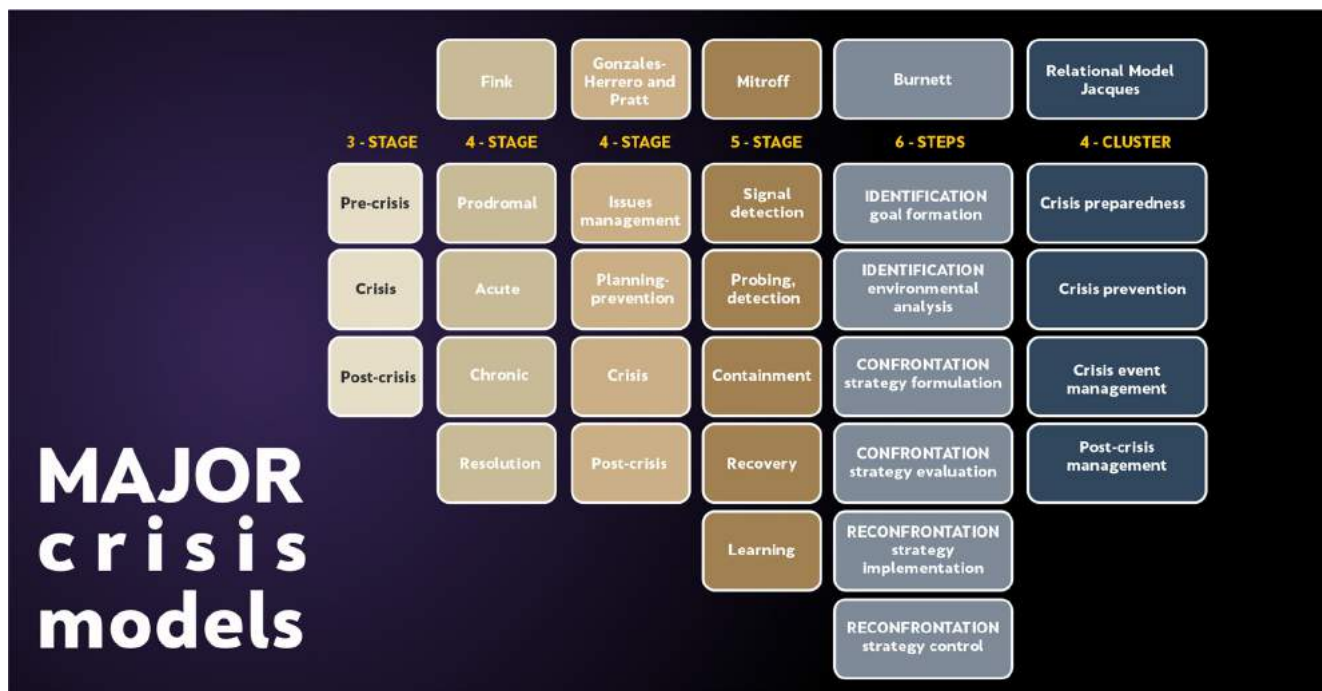 Fink
Gonzales-
Herrero and
Pratt
Mitroff
Burnett
Relational Model
Jacques
3 - STAGE
4 - STAGE
4 - STAGE
5 - STAGE
6 - STEPS
4 - CLUSTER
Pre-crisis
Prodromal
Issues
management
Signal
detection
IDENTIFICATION
goal formation
Crisis preparedness
Crisis
Acute
Planning-
prevention
Probing,
detection
IDENTIFICATION
environmental
analysis
Crisis prevention
Post-crisis
Chronic
Crisis
Containment
CONFRONTATION
strategy formulation
Crisis event
management
Resolution
Post-crisis
Recovery
CONFRONTATION
strategy evaluation
Post-crisis
management
Learning
RECONFRONTATION
strategy
implementation
RECONFRONTATION
strategy control
MAJOR
crisis
models